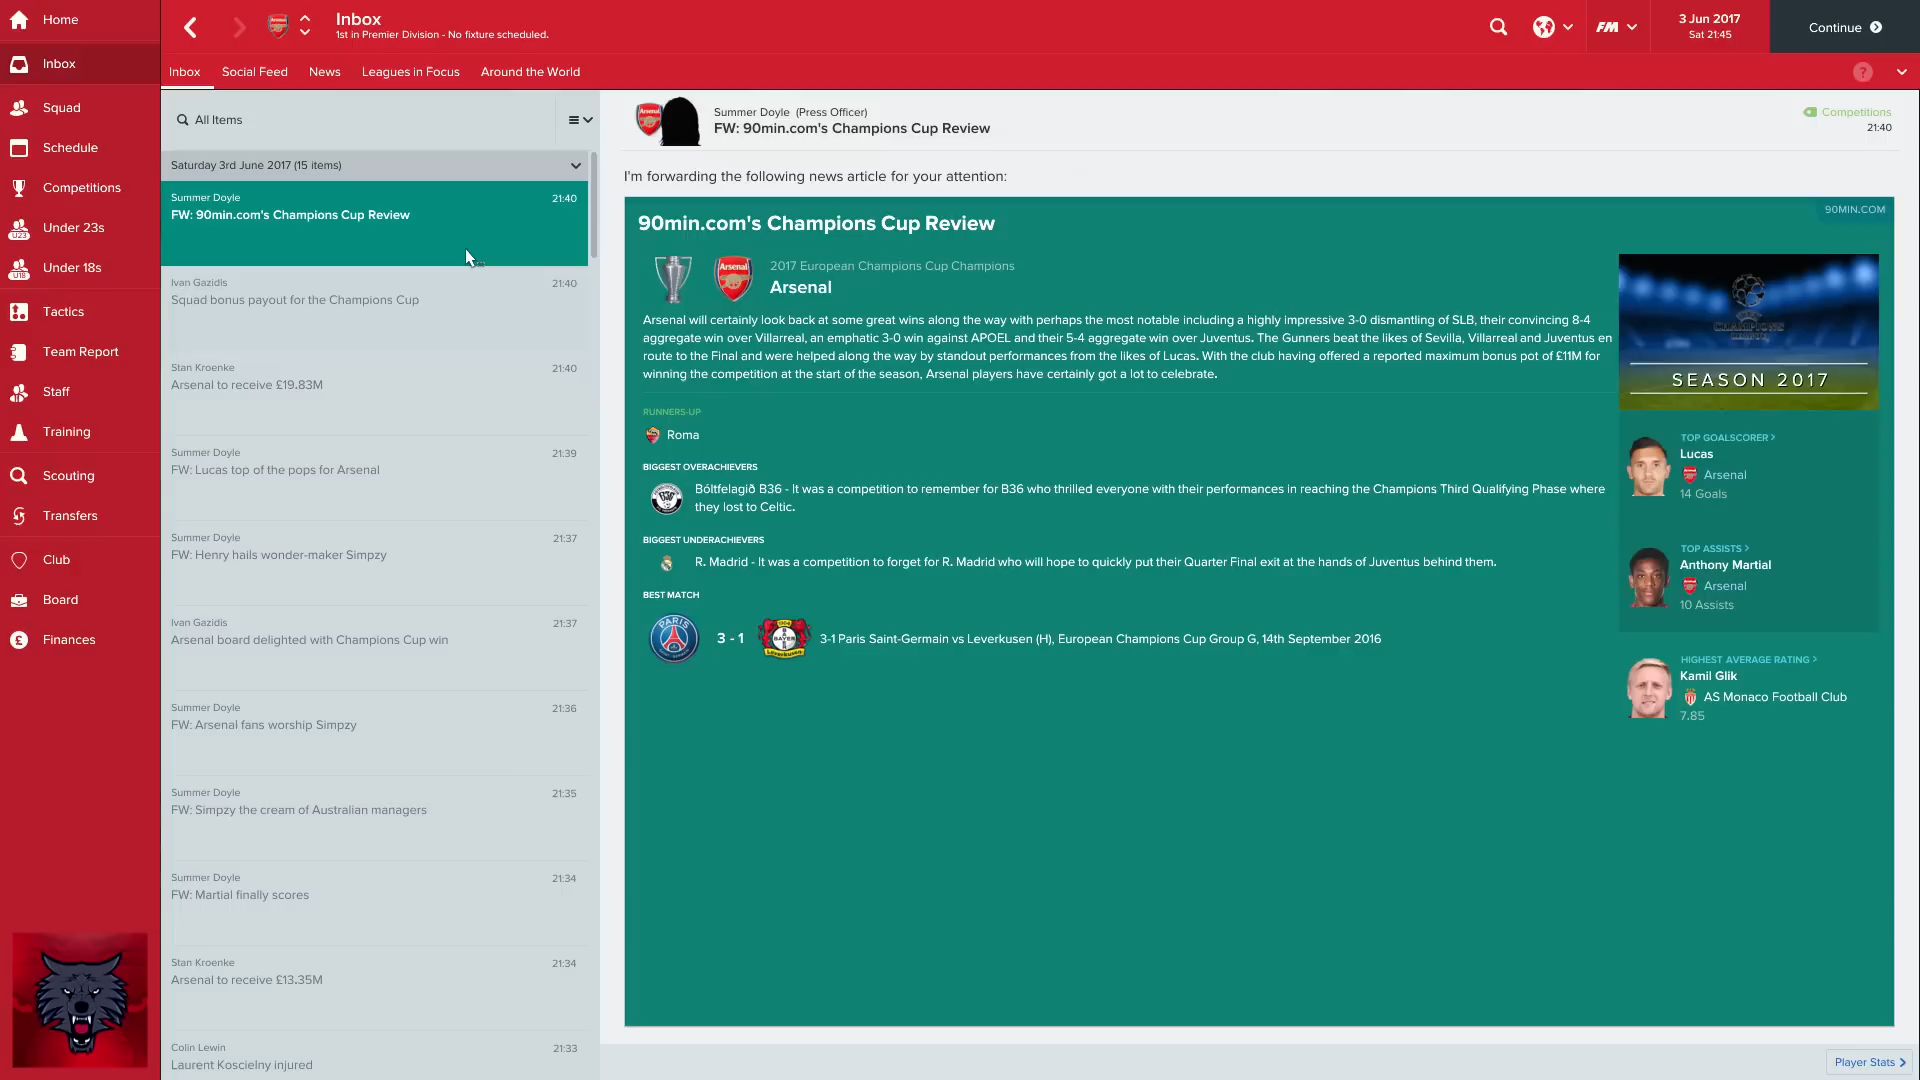 Home
Inbox
Squad
Schedule
Competitions
Under 23s
Under 18s
Tactics
Team Report
Staff
Training
Scouting
Transfers
Club
Board
Finances
Inbox
1st in Premier Division - No fixture scheduled.
FM
3 Jun 2017
Sat 21:45
Continue
Inbox
Social Feed
News
Leagues in Focus
Around the World
?
All Items
Saturday 3rd June 2017 (15 items)
Summer Doyle 21:40
FW: 90min.com's Champions Cup Review
Ivan Gazidis 21:40
Squad bonus payout for the Champions Cup
Stan Kroenke 21:40
Arsenal to receive £19.83M
Summer Doyle 21:39
FW: Lucas top of the pops for Arsenal
Summer Doyle 21:37
FW: Henry hails wonder-maker Simpzy
Ivan Gazidis 21:37
Arsenal board delighted with Champions Cup win
Summer Doyle 21:36
FW: Arsenal fans worship Simpzy
Summer Doyle 21:35
FW: Simpzy the cream of Australian managers
Summer Doyle 21:34
FW: Martial finally scores
Stan Kroenke 21:34
Arsenal to receive £13.35M
Colin Lewin 21:33
Laurent Koscielny injured
Summer Doyle (Press Officer)
FW: 90min.com's Champions Cup Review
Competitions
21:40
I'm forwarding the following news article for your attention:
90MIN.COM
90min.com's Champions Cup Review
2017 European Champions Cup Champions
Arsenal
Arsenal will certainly look back at some great wins along the way with perhaps the most notable including a highly impressive 3-0 dismantling of SLB, their convincing 8-4
aggregate win over Villarreal, an emphatic 3-0 win against APOEL and their 5-4 aggregate win over Juventus. The Gunners beat the likes of Sevilla, Villarreal and Juventus en
route to the Final and were helped along the way by standout performances from the likes of Lucas. With the club having offered a reported maximum bonus pot of £11M for
winning the competition at the start of the season, Arsenal players have certainly got a lot to celebrate.
RUNNERS-UP
Roma
BIGGEST OVERACHIEVERS
Bóltfelagið B36 - It was a competition to remember for B36 who thrilled everyone with their performances in reaching the Champions Third Qualifying Phase where
they lost to Celtic.
BIGGEST UNDERACHIEVERS
R. Madrid - It was a competition to forget for R. Madrid who will hope to quickly put their Quarter Final exit at the hands of Juventus behind them.
BEST MATCH
3 - 1
3-1 Paris Saint-Germain vs Leverkusen (H), European Champions Cup Group G, 14th September 2016
CHAMPIONS
LEAGUE
SEASON 2017
TOP GOALSCORER >
Lucas
Arsenal
14 Goals
TOP ASSISTS >
Anthony Martial
Arsenal
10 Assists
HIGHEST AVERAGE RATING >
Kamil Glik
AS Monaco Football Club
7.85
Player Stats >